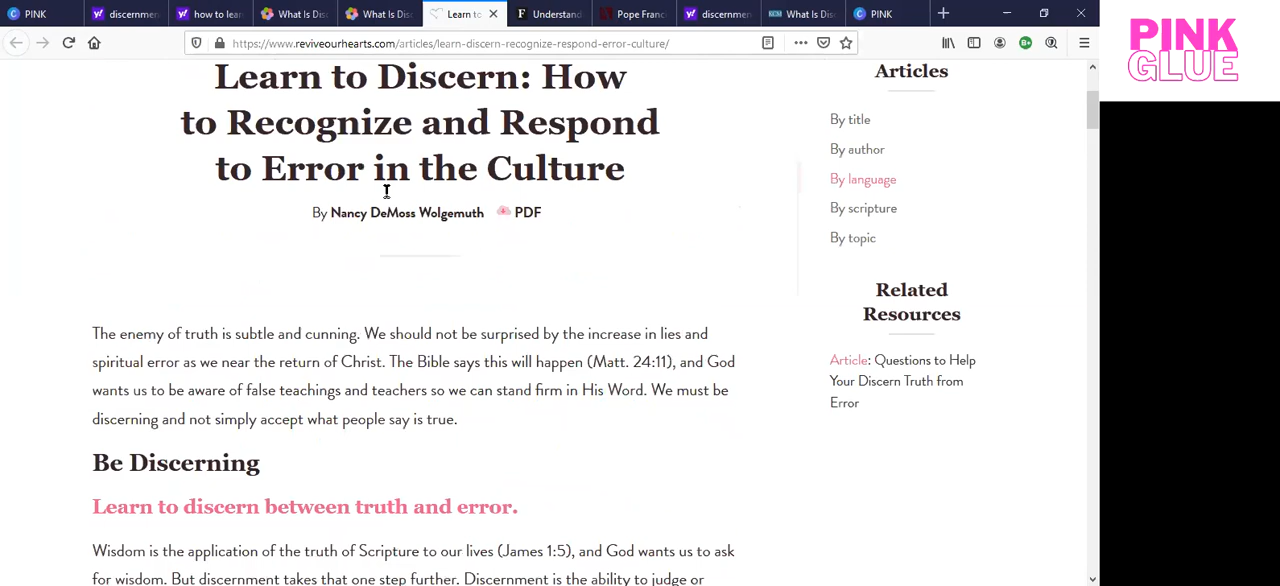 PINK
discernmen
how to lear
What Is Disc
What Is Disc
Learn to
Understand
Pope Franc
discernmen
What Is Disc
PINK
https://www.reviveourhearts.com/articles/learn-discern-recognize-respond-error-culture/
PINK
GLUE
Learn to Discern: How
to Recognize and Respond
to Error in the Culture
By Nancy DeMoss Wolgemuth PDF
The enemy of truth is subtle and cunning. We should not be surprised by the increase in lies and
spiritual error as we near the return of Christ. The Bible says this will happen (Matt. 24:11), and God
wants us to be aware of false teachings and teachers so we can stand firm in His Word. We must be
discerning and not simply accept what people say is true.
Be Discerning
Learn to discern between truth and error.
Wisdom is the application of the truth of Scripture to our lives (James 1:5), and God wants us to ask
for wisdom. But discernment takes that one step further. Discernment is the ability to judge or
Articles
By title
By author
By language
By scripture
By topic
Related
Resources
Article: Questions to Help
Your Discern Truth from
Error